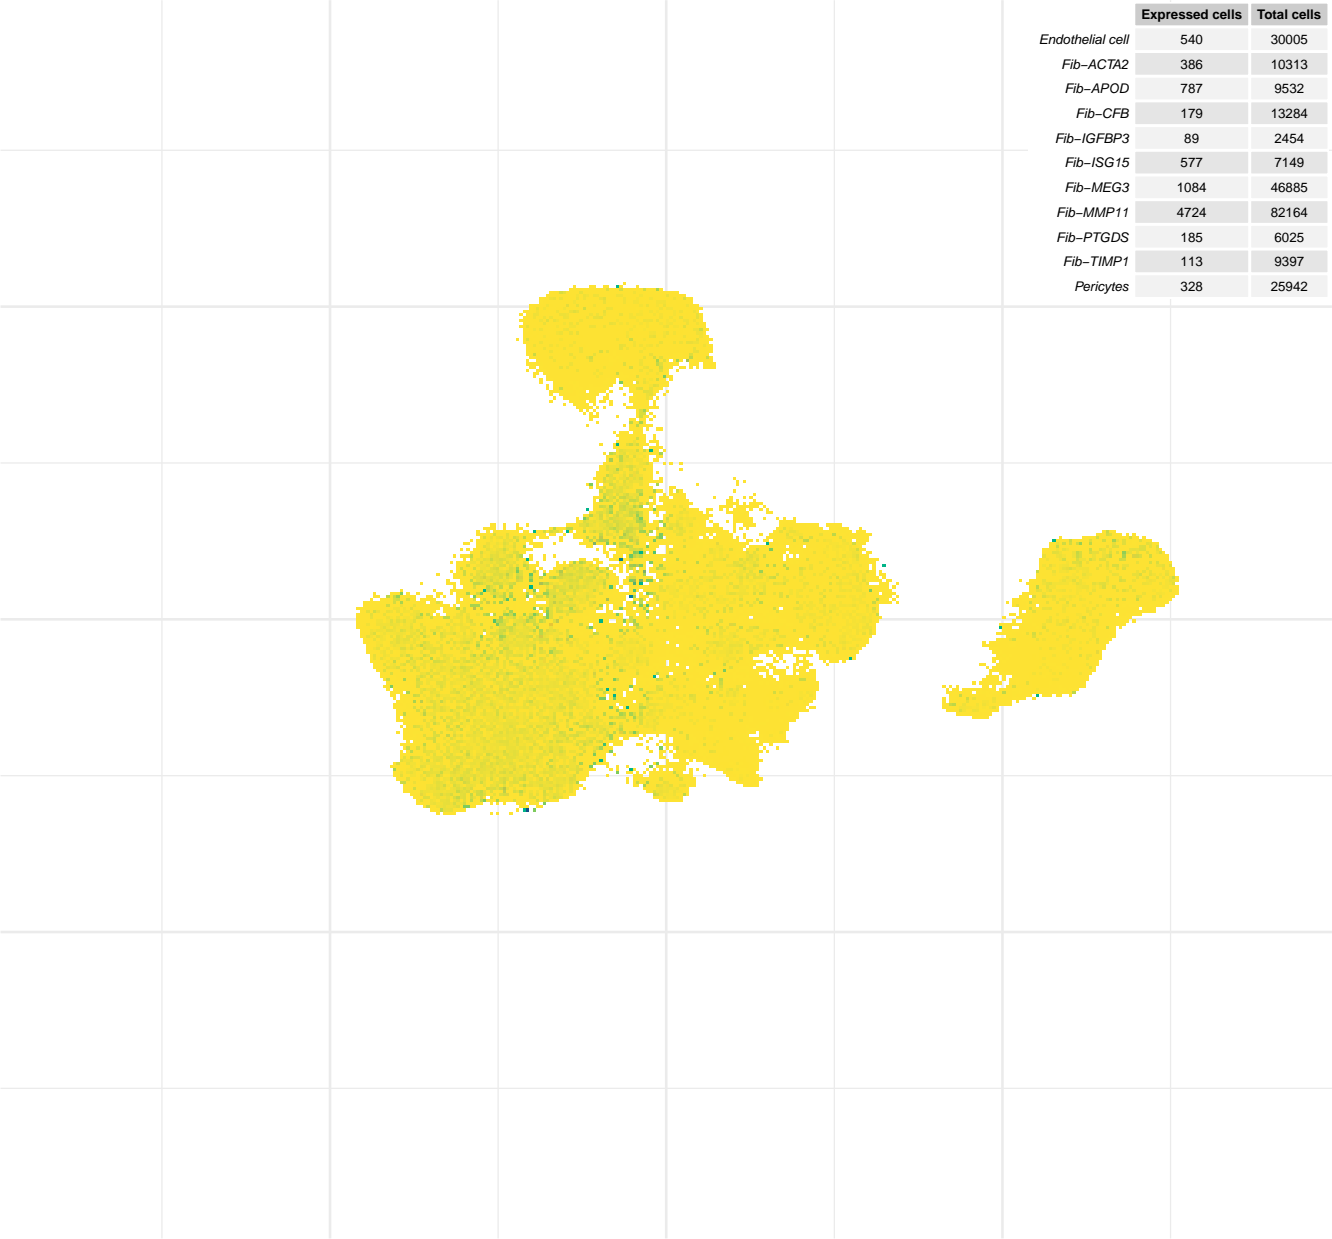 Expressed cells Total cells
Endothelial cell 540 30005
Fib−ACTA2 386 10313
Fib−APOD 787 9532
Fib−CFB 179 13284
Fib−IGFBP3 89 2454
Fib−ISG15 577 7149
Fib−MEG3 1084 46885
Fib−MMP11 4724 82164
Fib−PTGDS 185 6025
Fib−TIMP1 113 9397
Pericytes 328 25942